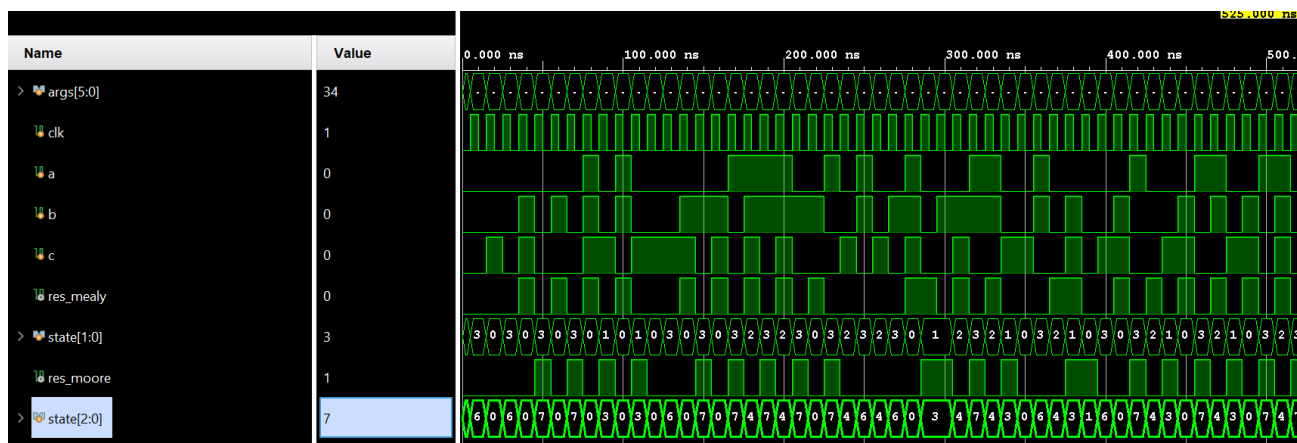 525.000 ns
Name
Value
0.000 ns 100.000 ns 200.000 ns 300.000 ns 400.000 ns 500.
args[5:0] 34
clk 1
a 0
b 0
c 0
res_mealy 0
state[1:0] 3 3 0 3 0 3 0 3 0 1 0 1 0 3 0 3 0 3 2 3 2 3 0 3 2 3 2 3 0 1 2 3 2 1 0 3 2 1 0 3 0 3 2 1 0 3 2 1 0 3 2 3
res_moore 1
state[2:0] 7 6 0 6 0 7 0 7 0 3 0 3 0 6 0 7 0 7 4 7 4 7 0 7 4 6 4 6 0 3 4 7 4 3 0 6 4 3 1 6 0 7 4 3 0 7 4 3 0 7 4 7